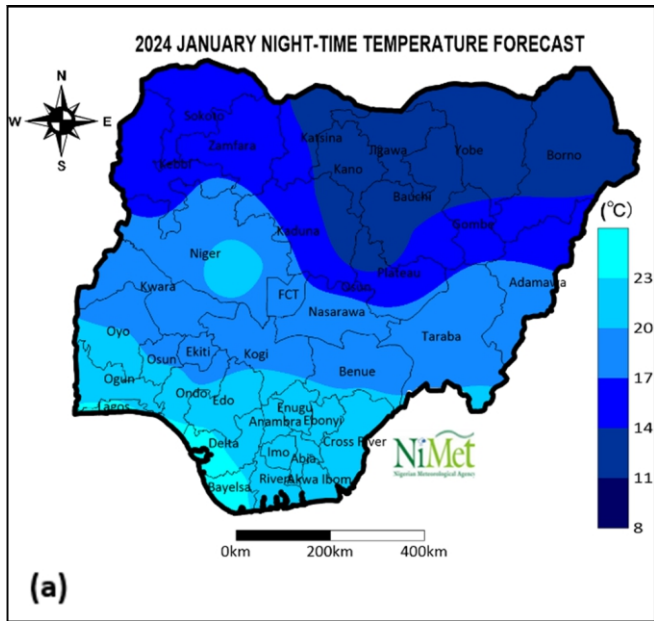 2024 JANUARY NIGHT-TIME TEMPERATURE FORECAST
N
W E
S
Sokoto
Zamfara
Kebbi
Katsina
Jigawa
Yobe
Borno
Kano
Bauchi
Gombe
Kaduna
Niger
Plateau
Adamawa
Kwara
FCT
Nasarawa
Taraba
Oyo
Osun
Ekiti
Kogi
Benue
Ogun
Lagos
Ondo
Edo
Enugu
Anambra
Ebonyi
Cross River
Delta
Imo
Abia
Bayelsa
Rivers
Akwa Ibom
(°C)
23
20
17
14
11
8
NiMet
Nigerian Meteorological Agency
0km 200km 400km
(a)